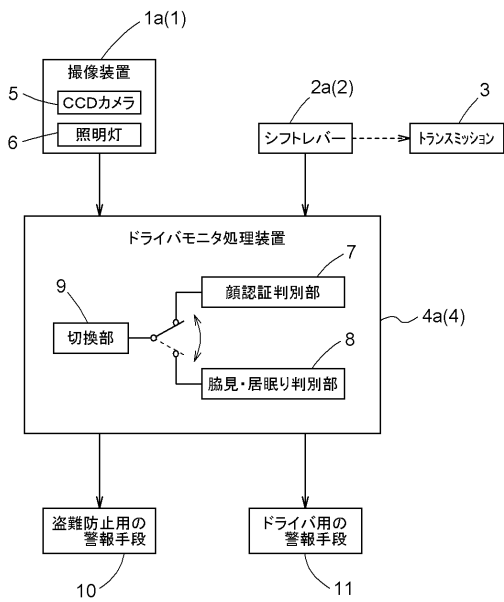 1a(1)
撮像装置
5
CCDカメラ
6
照明灯
2a(2)
シフトレバー
3
トランスミッション
ドライバモニタ処理装置
7
顔認証判別部
9
切換部
4a(4)
8
脇見・居眠り判別部
盗難防止用の
警報手段
10
ドライバ用の
警報手段
11